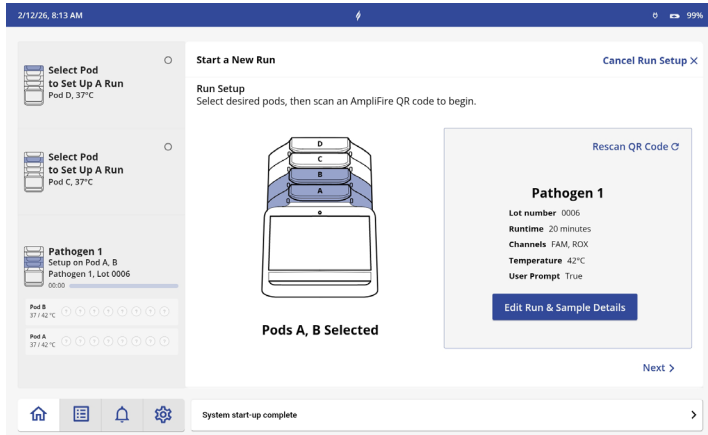 2/12/26, 8:13 AM
99%
Select Pod
to Set Up A Run
Pod D, 37°C
Select Pod
to Set Up A Run
Pod C, 37°C
Pathogen 1
Setup on Pod A, B
Pathogen 1, Lot 0006
00:00
Pod B
37 / 42 °C
? ? ? ? ? ? ? ?
Pod A
37 / 42 °C
? ? ? ? ? ? ? ?
Start a New Run
Cancel Run Setup ×
Run Setup
Select desired pods, then scan an AmpliFire QR code to begin.
D
C
B
A
Pods A, B Selected
Rescan QR Code
Pathogen 1
Lot number 0006
Runtime 20 minutes
Channels FAM, ROX
Temperature 42°C
User Prompt True
Edit Run & Sample Details
Next >
System start-up complete >